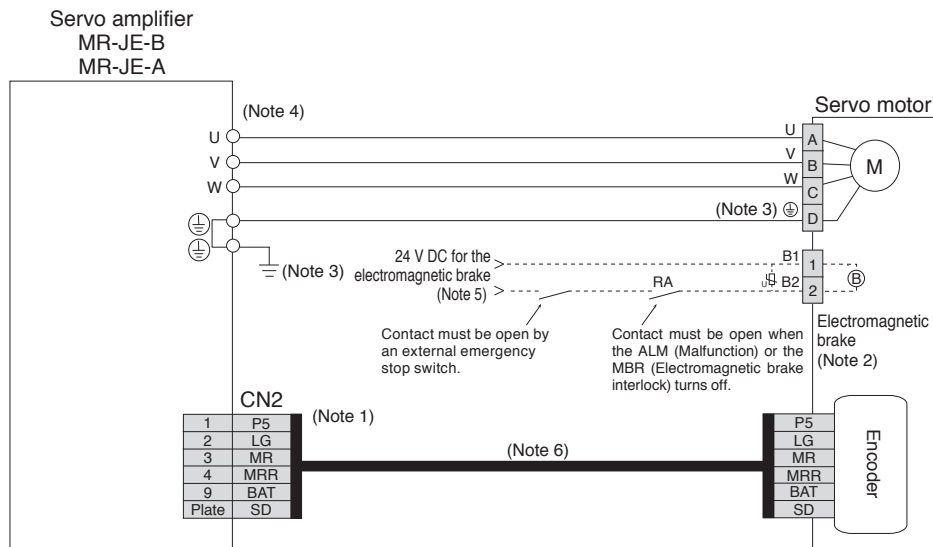 Servo amplifier
MR-JE-B
MR-JE-A
(Note 4)
Servo motor
U
U
A
V
V
B
M
W
W
C
(Note 3)
D
(Note 3)
24 V DC for the
electromagnetic brake
(Note 5)
B1
1
RA
U
B2
2
B
Contact must be open by
an external emergency
stop switch.
Contact must be open when
the ALM (Malfunction) or the
MBR (Electromagnetic brake
interlock) turns off.
Electromagnetic
brake
(Note 2)
CN2
(Note 1)
1 P5
2 LG
3 MR
4 MRR
9 BAT
Plate SD
(Note 6)
P5
LG
MR
MRR
BAT
SD
Encoder